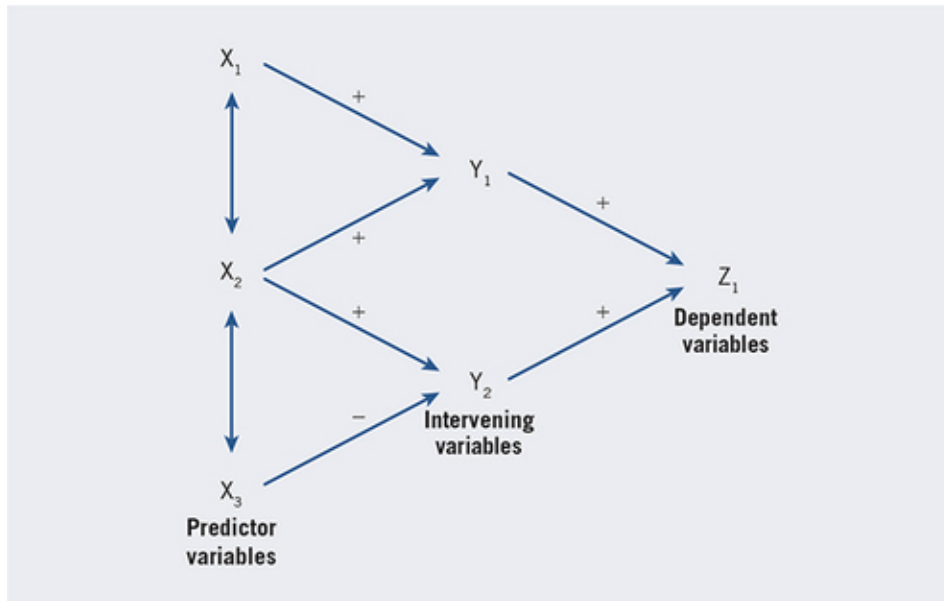 X₁
+
Y₁
+
+
X₂
Z₁
+
+
Dependent
variables
Y₂
−
Intervening
variables
X₃
Predictor
variables